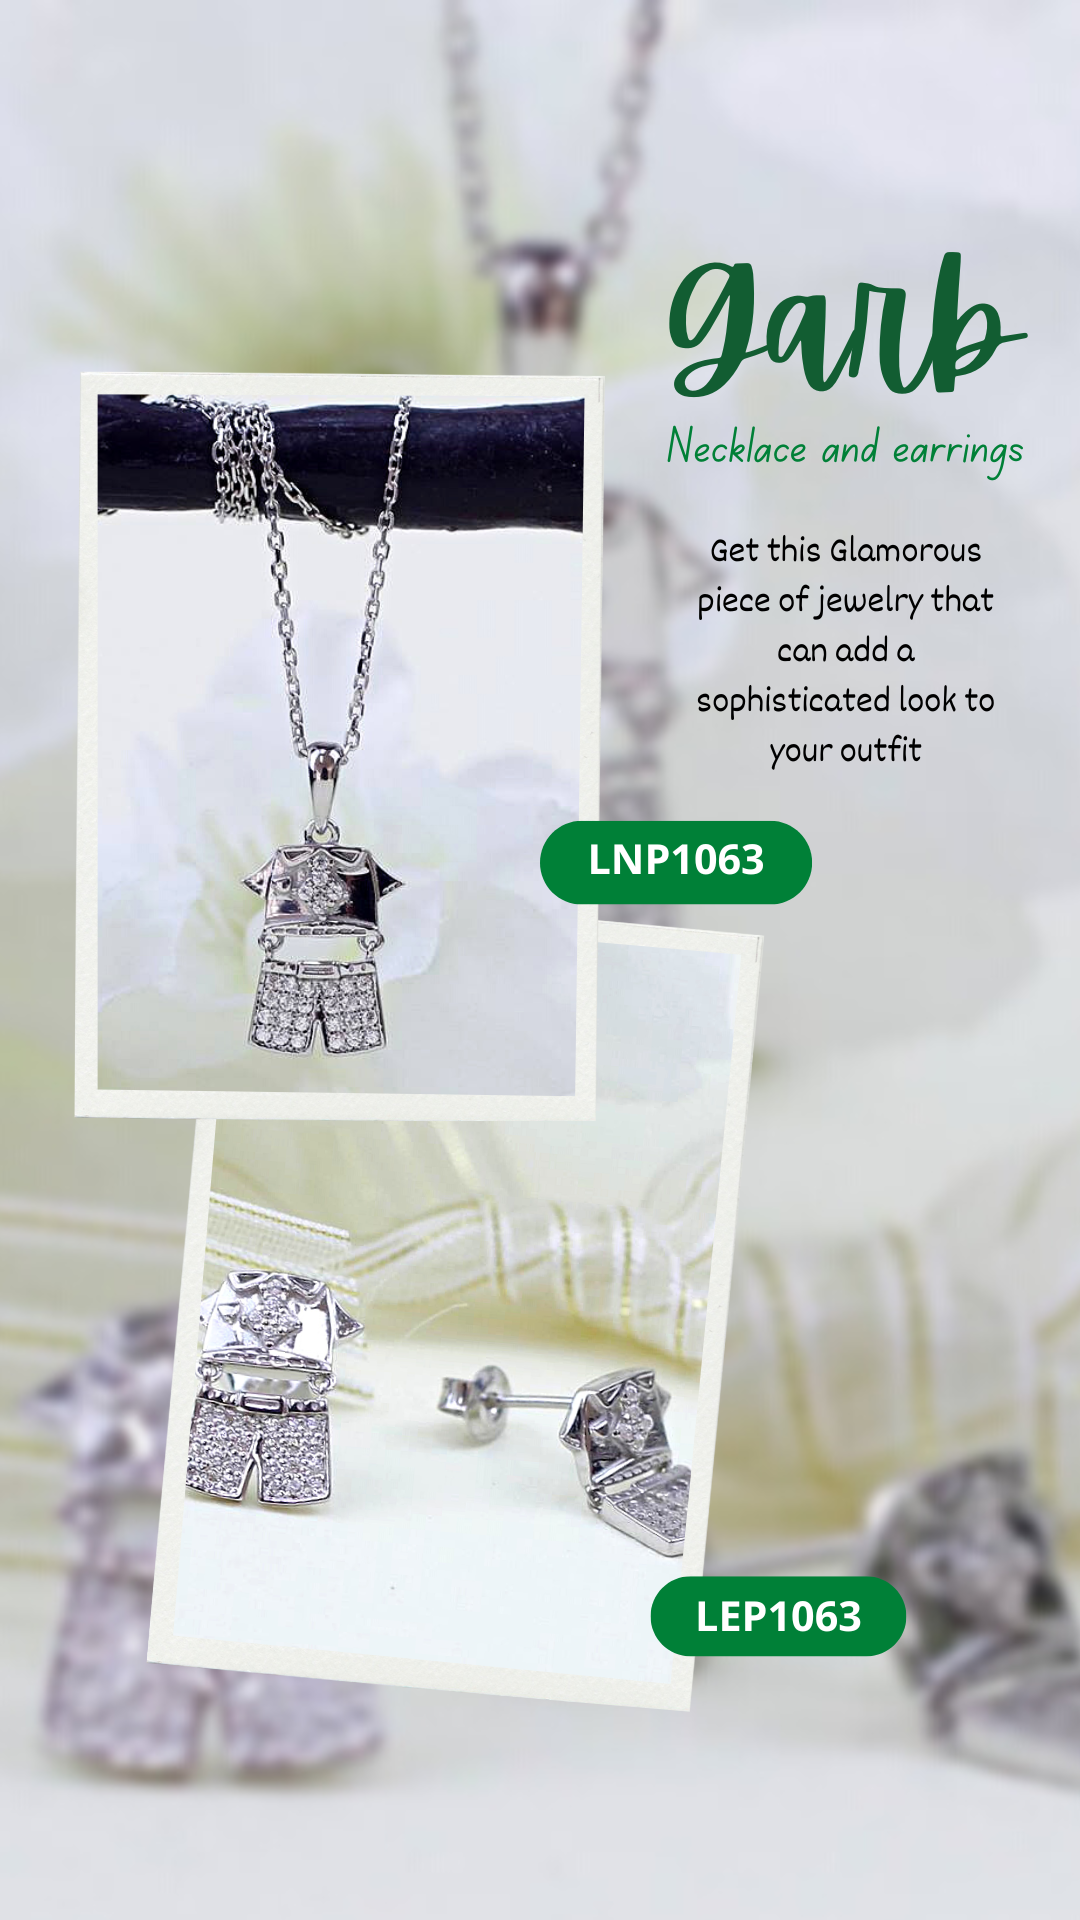 garb
Necklace and earrings
Get this Glamorous
piece of jewelry that
can add a
sophisticated look to
your outfit
LNP1063
LEP1063